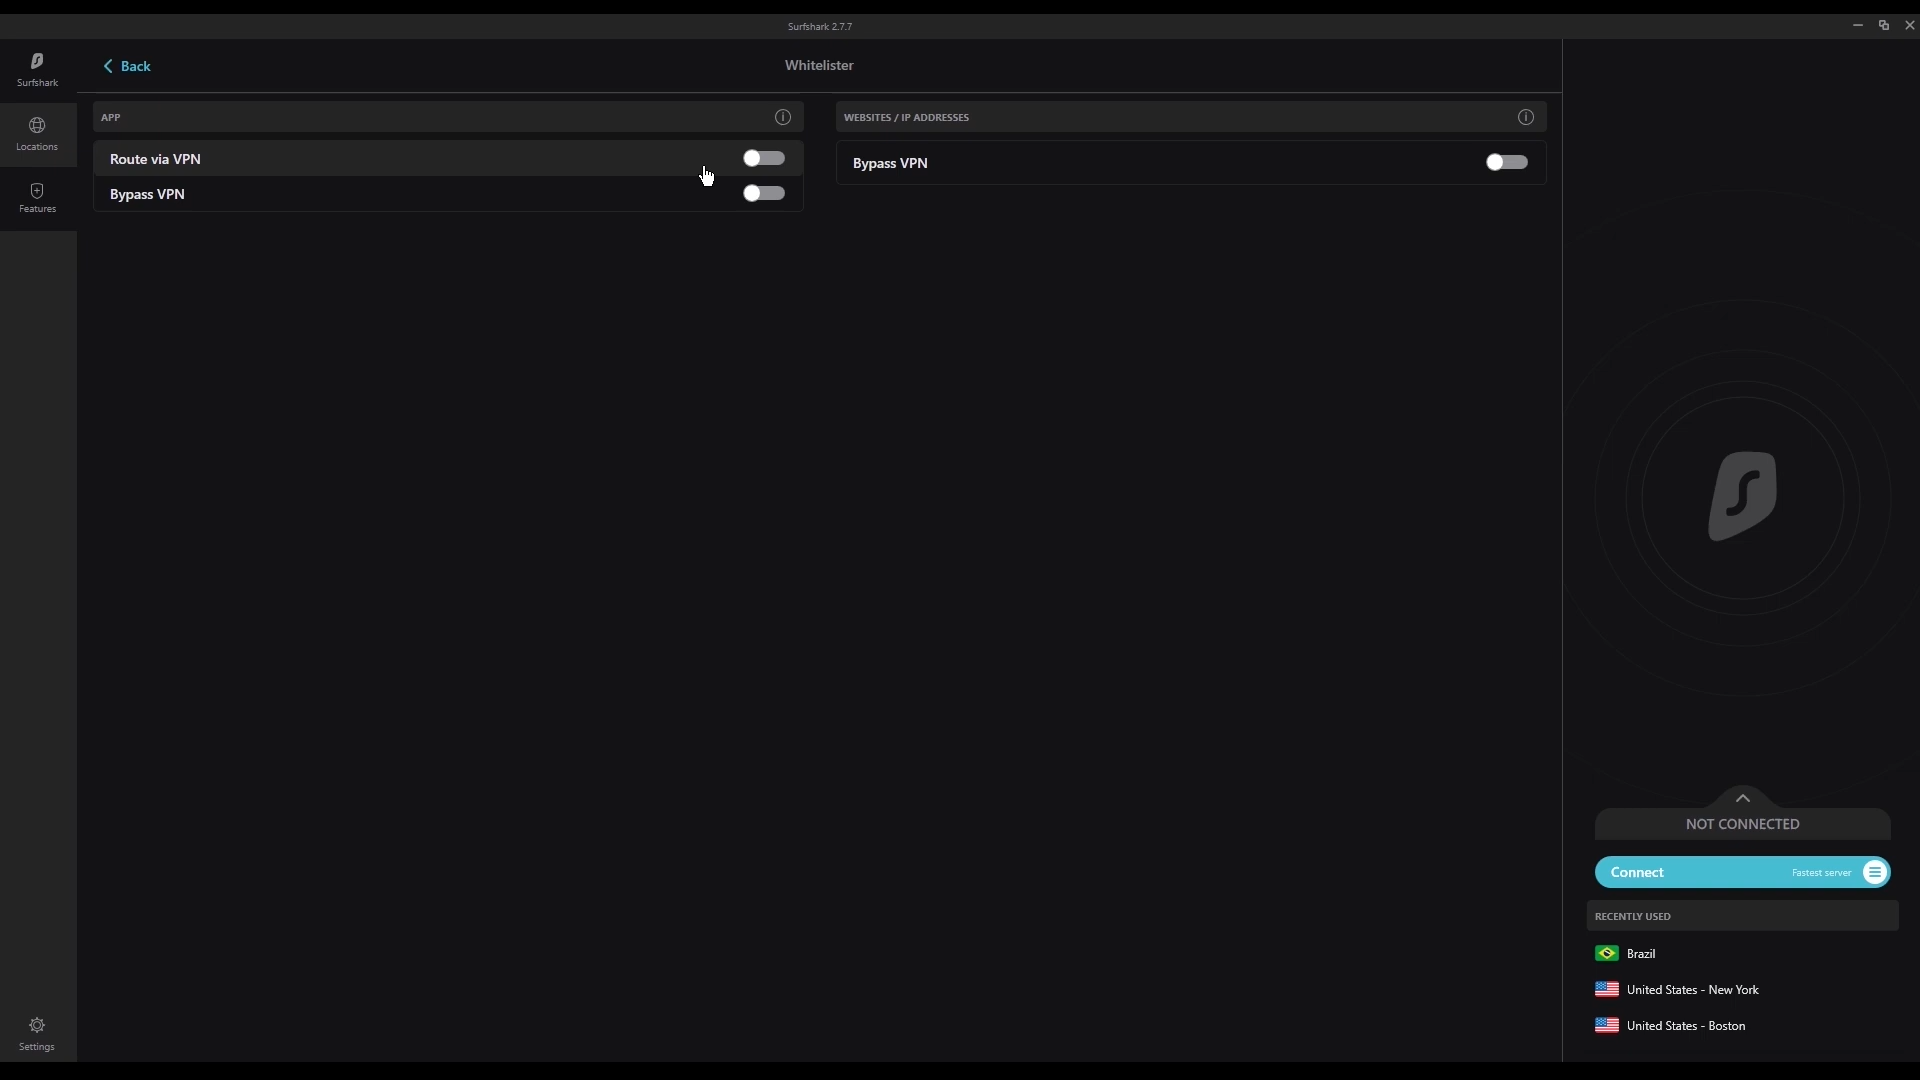 Surfshark 2.7.7
Surfshark
Locations
Features
Settings
Back
Whitelister
APP
Route via VPN
Bypass VPN
WEBSITES / IP ADDRESSES
Bypass VPN
NOT CONNECTED
Connect Fastest server
RECENTLY USED
Brazil
United States - New York
United States - Boston